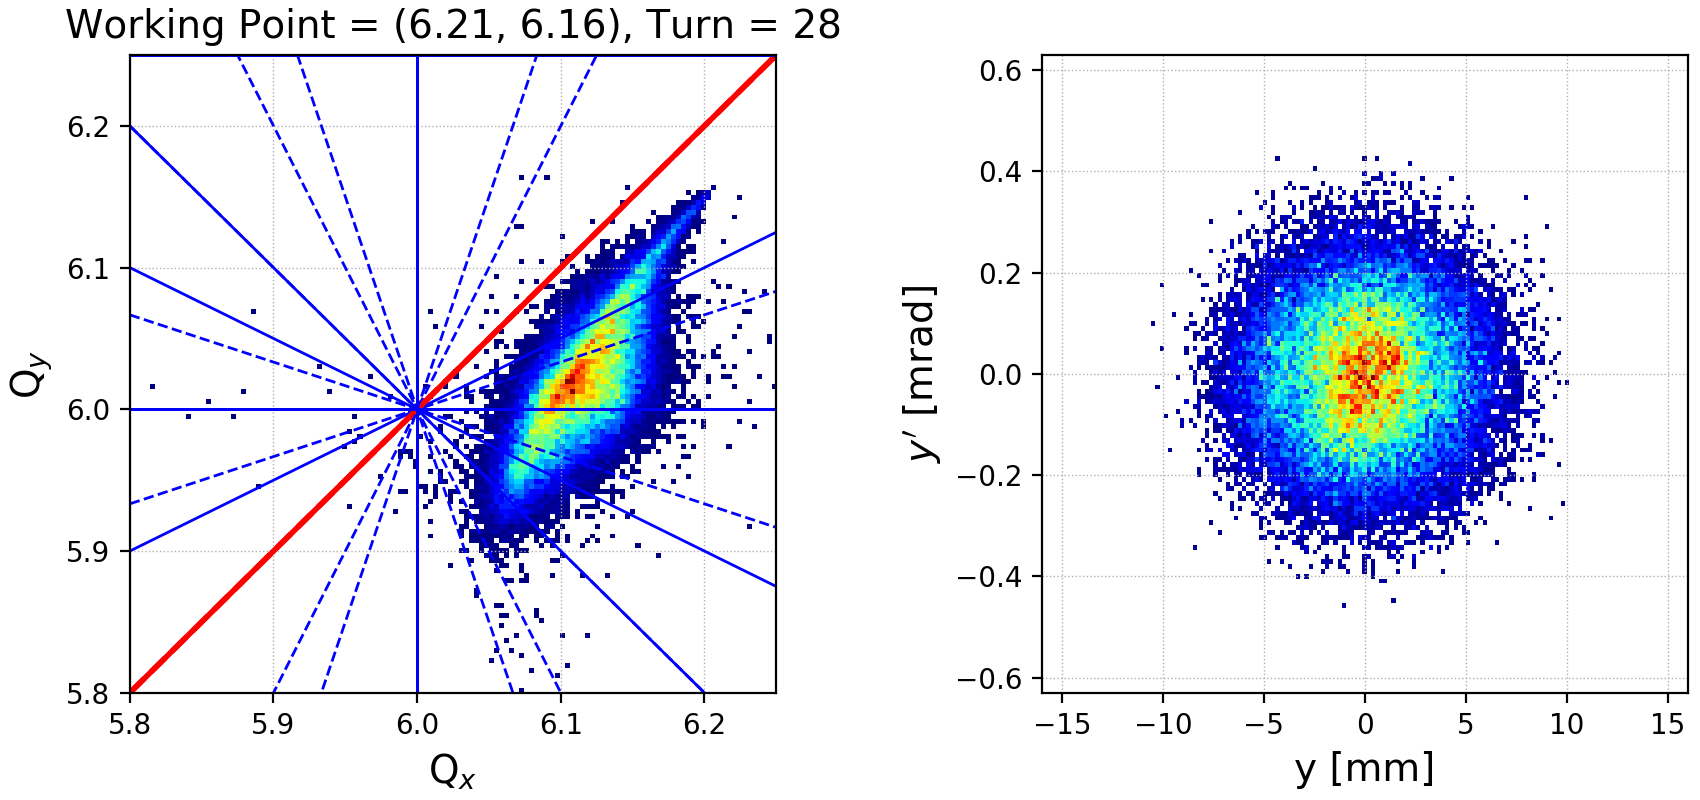 Working Point = (6.21, 6.16), Turn = 28
6.2
6.1
6.0
5.9
5.8
Q_y
5.8 5.9 6.0 6.1 6.2
Q_x
0.6
0.4
0.2
0.0
−0.2
−0.4
−0.6
y′ [mrad]
−15 −10 −5 0 5 10 15
y [mm]